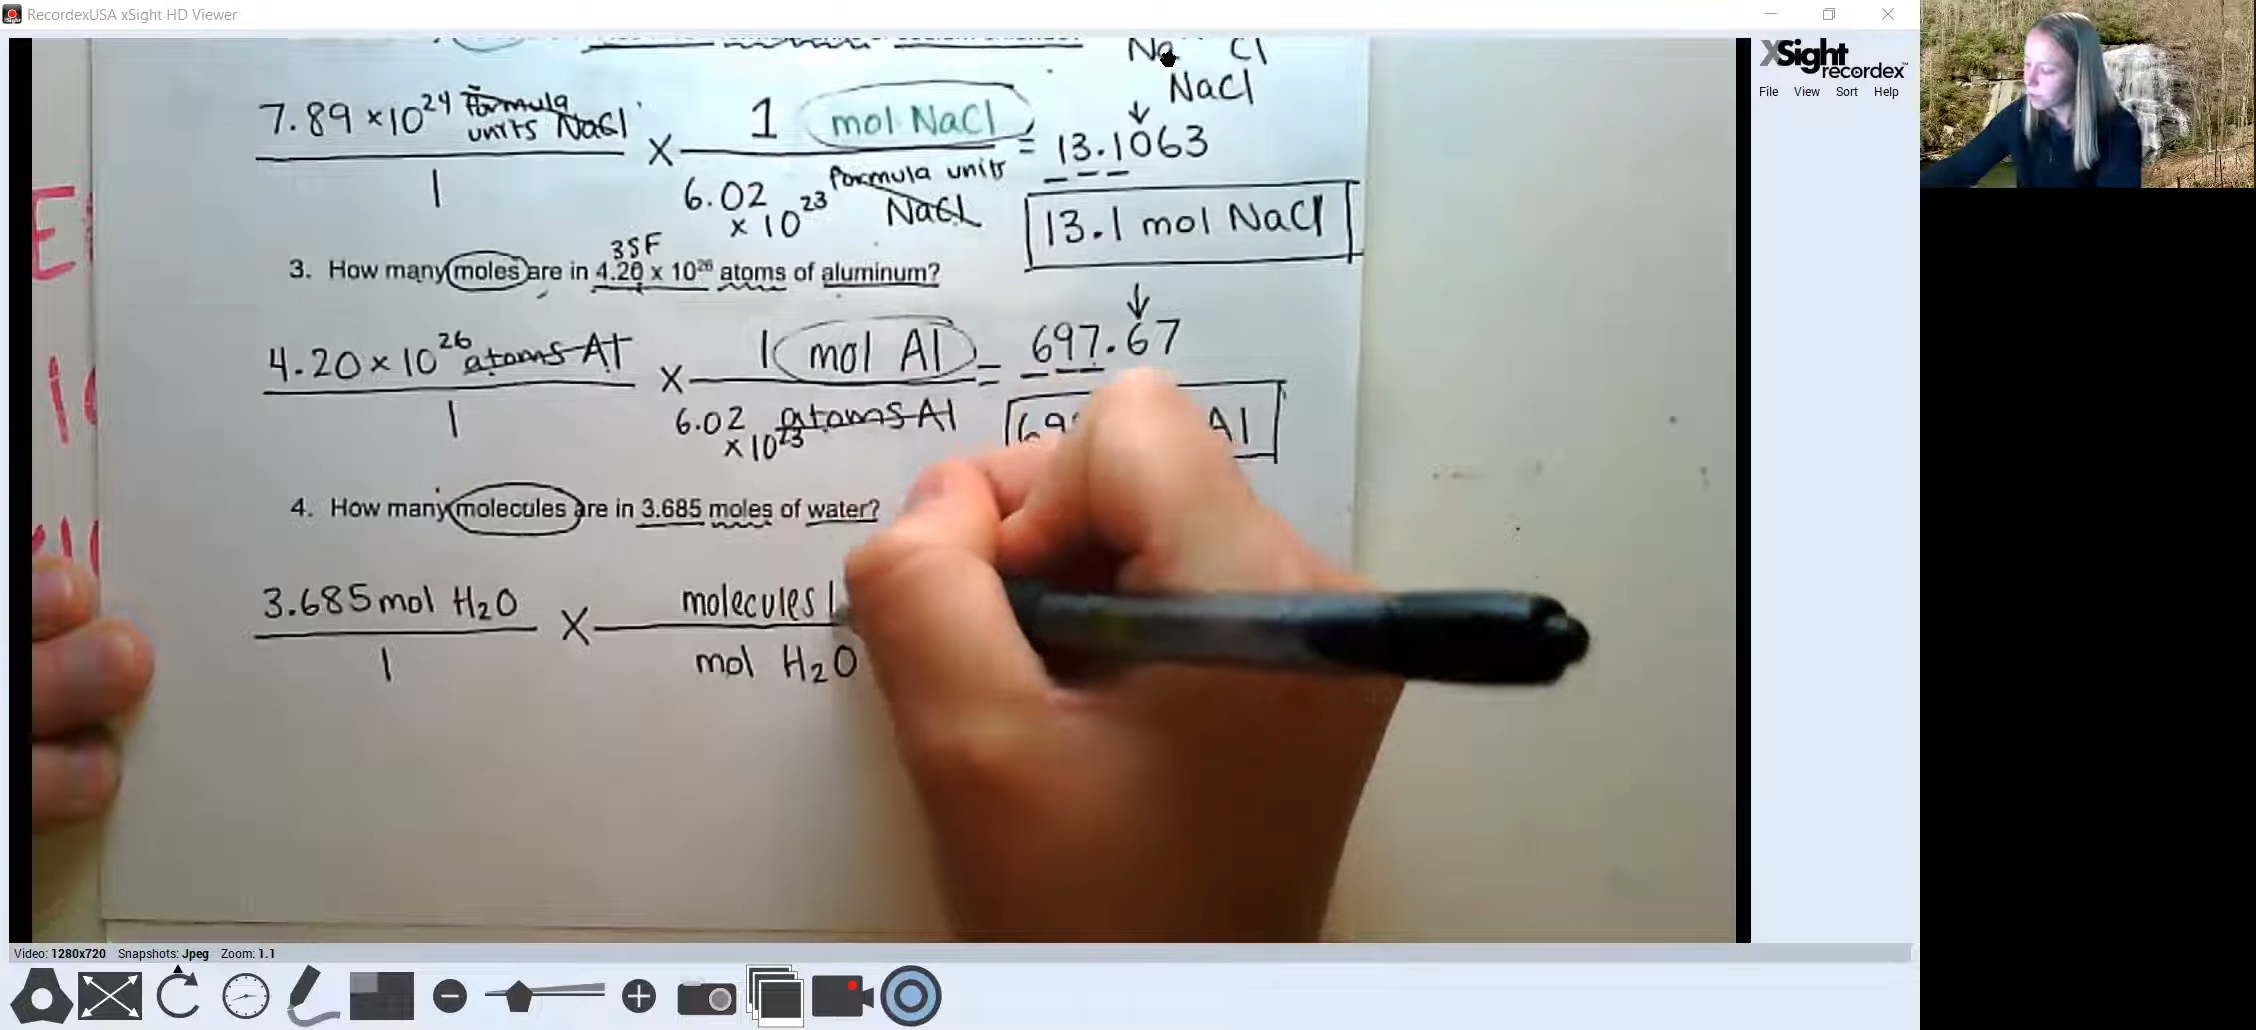 RecordexUSA xSight HD Viewer
XSight
recordex™
File View Sort Help
Na Cl
NaCl
7.89 × 10²⁴ formula units NaCl × 1 mol NaCl = 13.1063
1 6.02 × 10²³ formula units NaCl
13.1 mol NaCl
3SF
3. How many moles are in 4.20 x 10²⁶ atoms of aluminum?
4.20 × 10²⁶ atoms Al × 1 mol Al = 697.67
1 6.02 × 10²³ atoms Al
Al
4. How many molecules are in 3.685 moles of water?
3.685 mol H₂O × molecules
1 mol H₂O
Video: 1280x720 Snapshots: Jpeg Zoom: 1.1